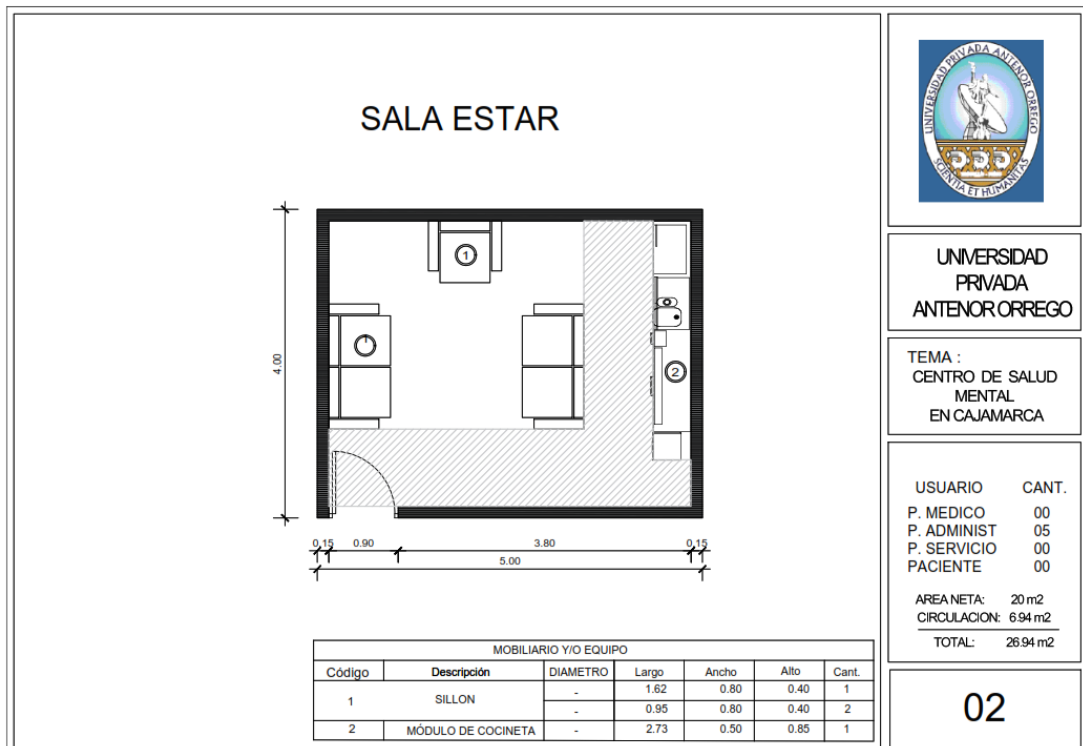 SALA ESTAR
1
2
4.00
0.15 0.90 3.80 0.15
5.00
MOBILIARIO Y/O EQUIPO
Código Descripción DIAMETRO Largo Ancho Alto Cant.
1 SILLON - 1.62 0.80 0.40 1
- 0.95 0.80 0.40 2
2 MÓDULO DE COCINETA - 2.73 0.50 0.85 1
UNIVERSIDAD PRIVADA ANTENOR ORREGO
SCIENTIA ET HUMANITAS
UNIVERSIDAD
PRIVADA
ANTENOR ORREGO
TEMA :
CENTRO DE SALUD
MENTAL
EN CAJAMARCA
USUARIO CANT.
P. MEDICO 00
P. ADMINIST 05
P. SERVICIO 00
PACIENTE 00
AREA NETA: 20 m2
CIRCULACION: 6.94 m2
TOTAL: 26.94 m2
02